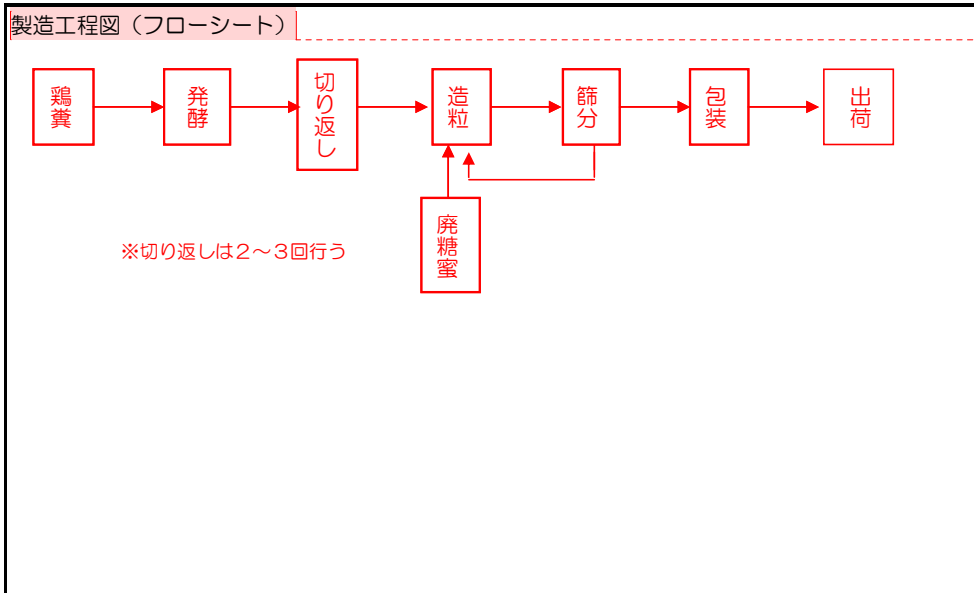 製造工程図（フローシート）
鶏糞
発酵
切り返し
造粒
篩分
包装
出荷
廃糖蜜
※切り返しは２～３回行う